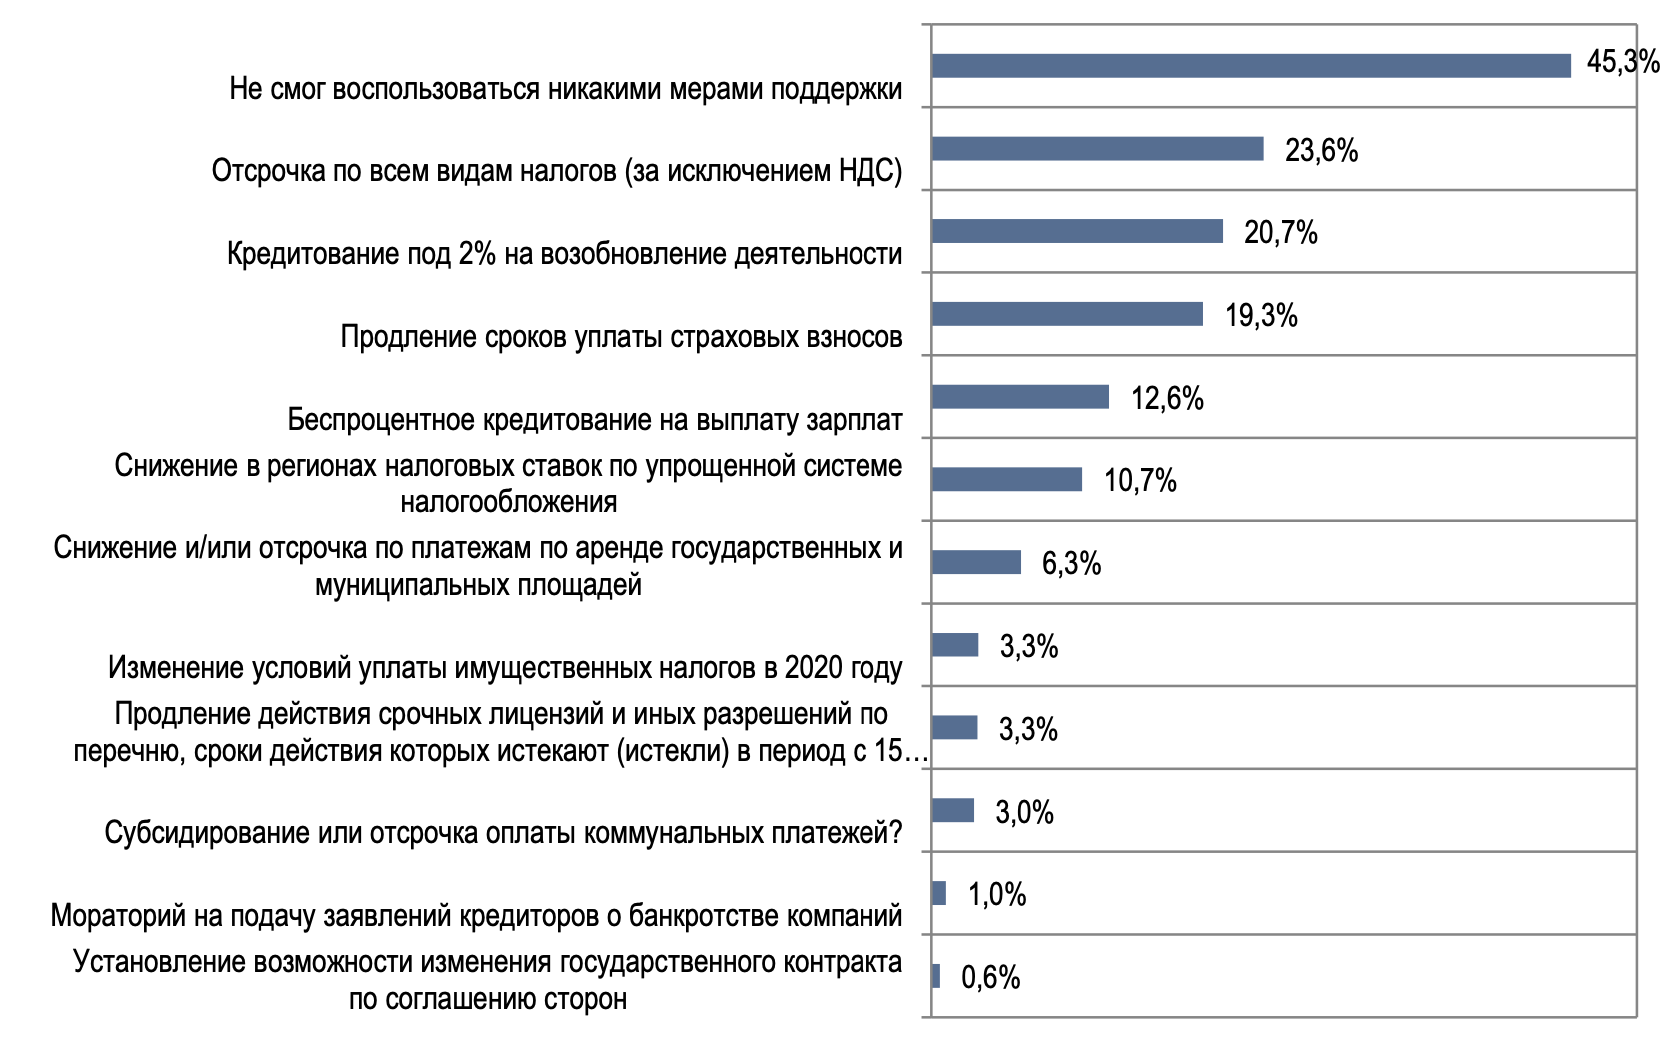 Не смог воспользоваться никакими мерами поддержки
45,3%
Отсрочка по всем видам налогов (за исключением НДС)
23,6%
Кредитование под 2% на возобновление деятельности
20,7%
Продление сроков уплаты страховых взносов
19,3%
Беспроцентное кредитование на выплату зарплат
12,6%
Снижение в регионах налоговых ставок по упрощенной системе
налогообложения
10,7%
Снижение и/или отсрочка по платежам по аренде государственных и
муниципальных площадей
6,3%
Изменение условий уплаты имущественных налогов в 2020 году
3,3%
Продление действия срочных лицензий и иных разрешений по
перечню, сроки действия которых истекают (истекли) в период с 15…
3,3%
Субсидирование или отсрочка оплаты коммунальных платежей?
3,0%
Мораторий на подачу заявлений кредиторов о банкротстве компаний
1,0%
Установление возможности изменения государственного контракта
по соглашению сторон
0,6%